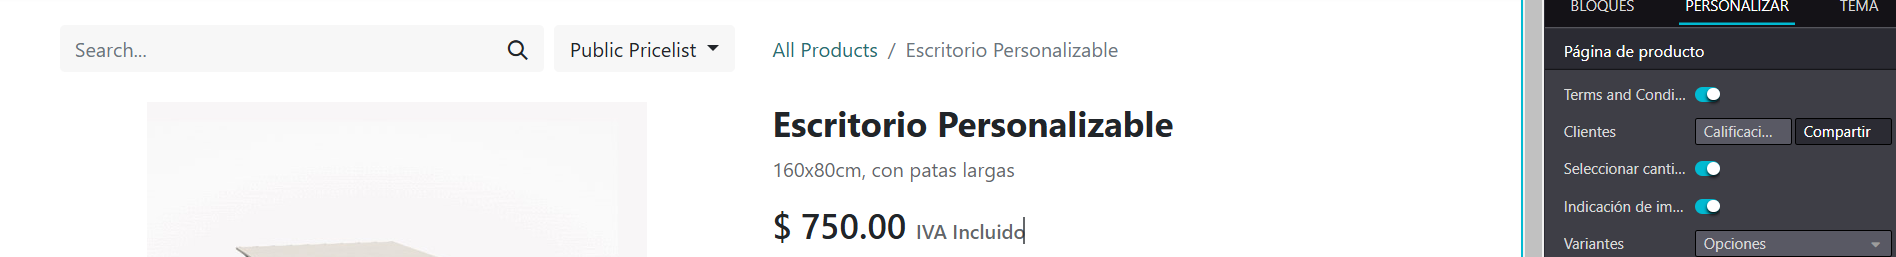 BLOQUES PERSONALIZAR TEMA
Search... Public Pricelist All Products / Escritorio Personalizable
Página de producto
Terms and Condi...
Escritorio Personalizable
Clientes Calificaci... Compartir
160x80cm, con patas largas
Seleccionar canti...
Indicación de im...
$ 750.00 IVA Incluido
Variantes Opciones